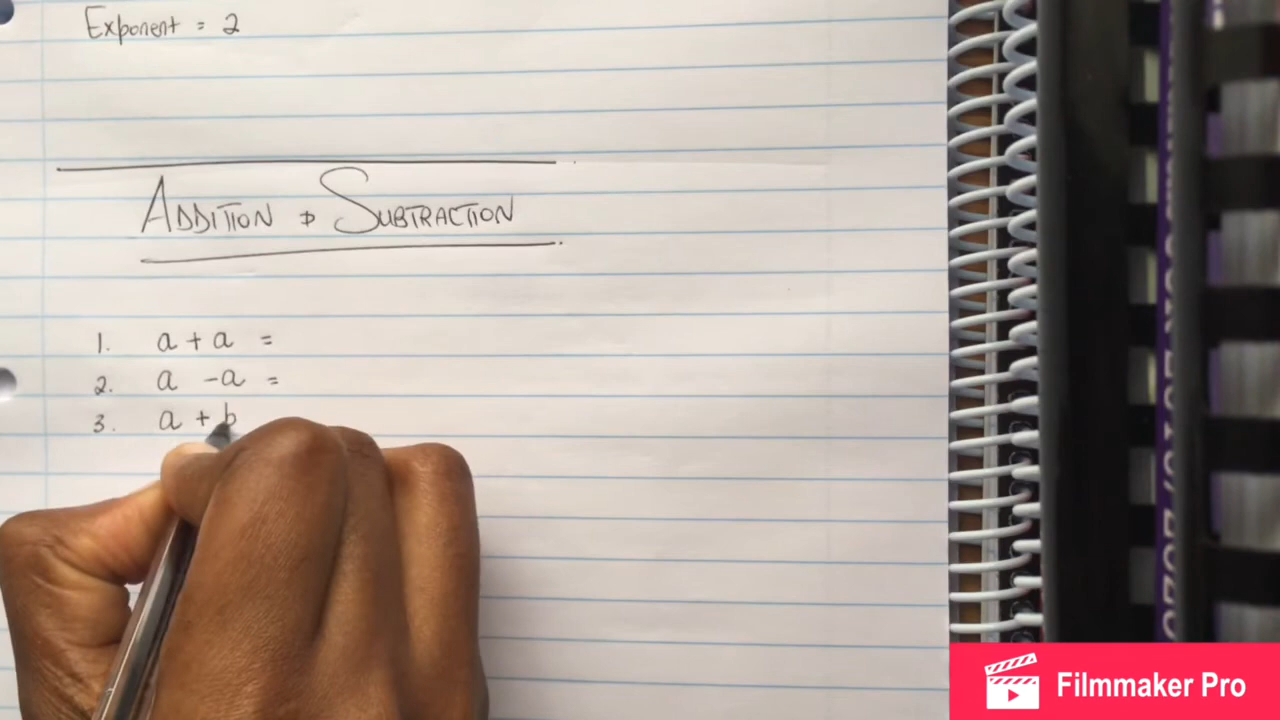 Exponent = 2
ADDITION & SUBTRACTION
1. a + a =
2. a - a =
3. a + b
Filmmaker Pro